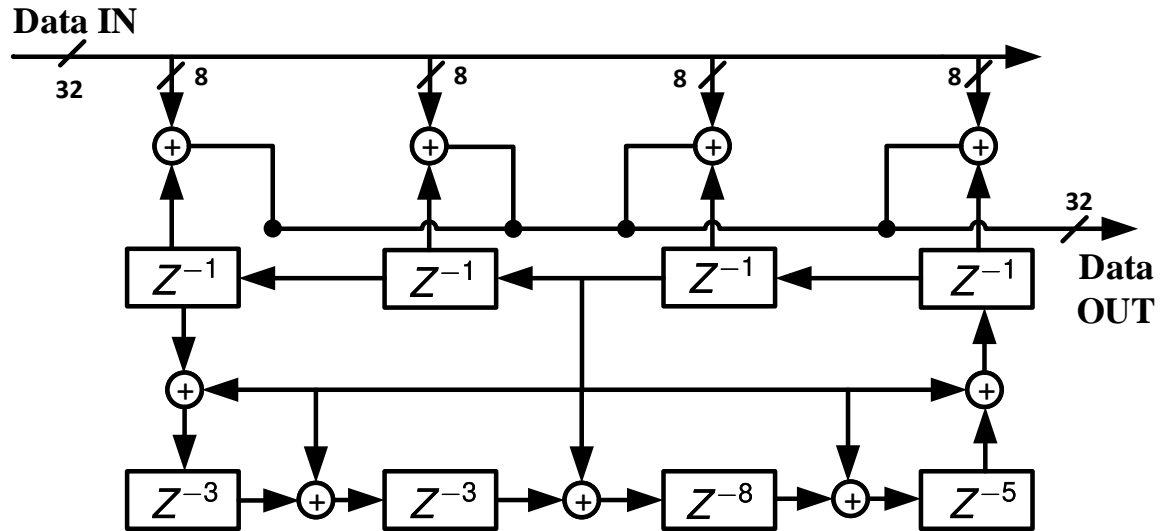 Data IN
32
8
8
8
8
+
+
+
+
32
Z⁻¹
Z⁻¹
Z⁻¹
Z⁻¹
Data
OUT
+
+
Z⁻³
+
Z⁻³
+
Z⁻⁸
+
Z⁻⁵